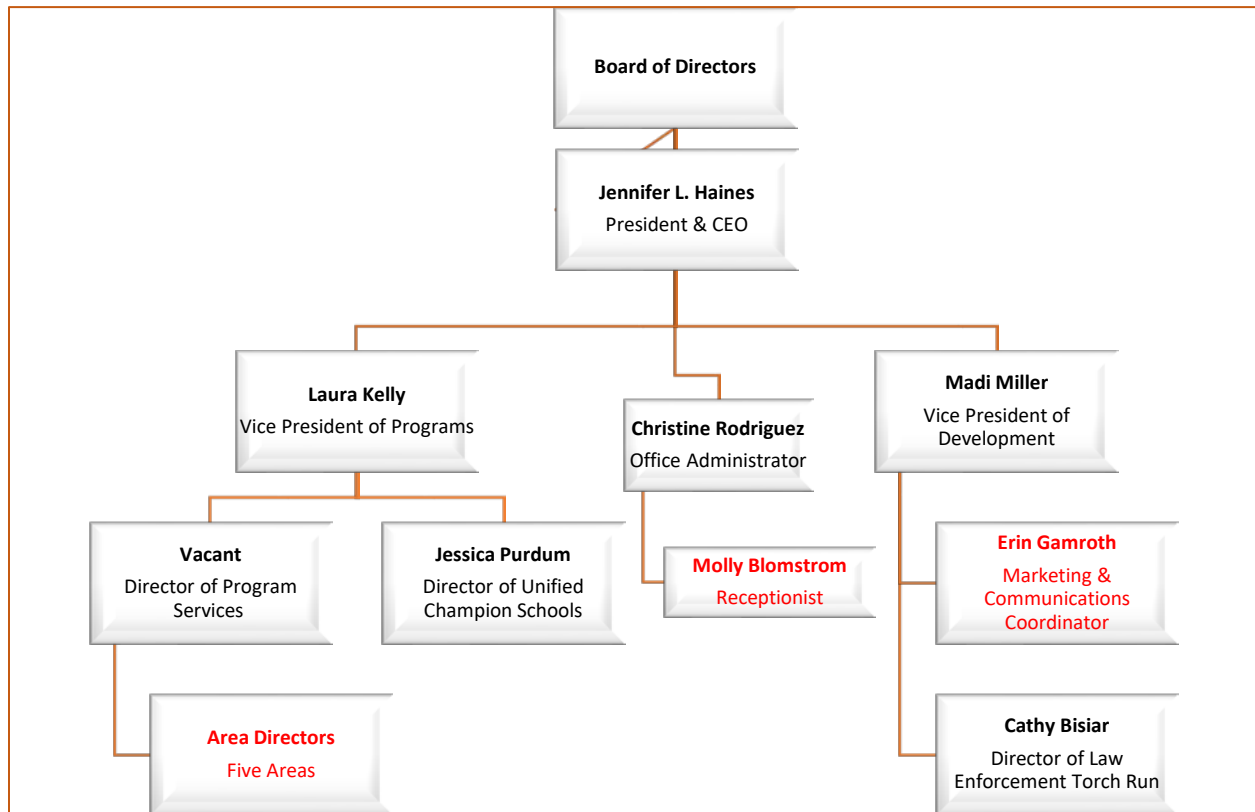 Board of Directors
Jennifer L. Haines
President & CEO
Laura Kelly
Vice President of Programs
Christine Rodriguez
Office Administrator
Madi Miller
Vice President of
Development
Vacant
Director of Program
Services
Jessica Purdum
Director of Unified
Champion Schools
Molly Blomstrom
Receptionist
Erin Gamroth
Marketing &
Communications
Coordinator
Area Directors
Five Areas
Cathy Bisiar
Director of Law
Enforcement Torch Run